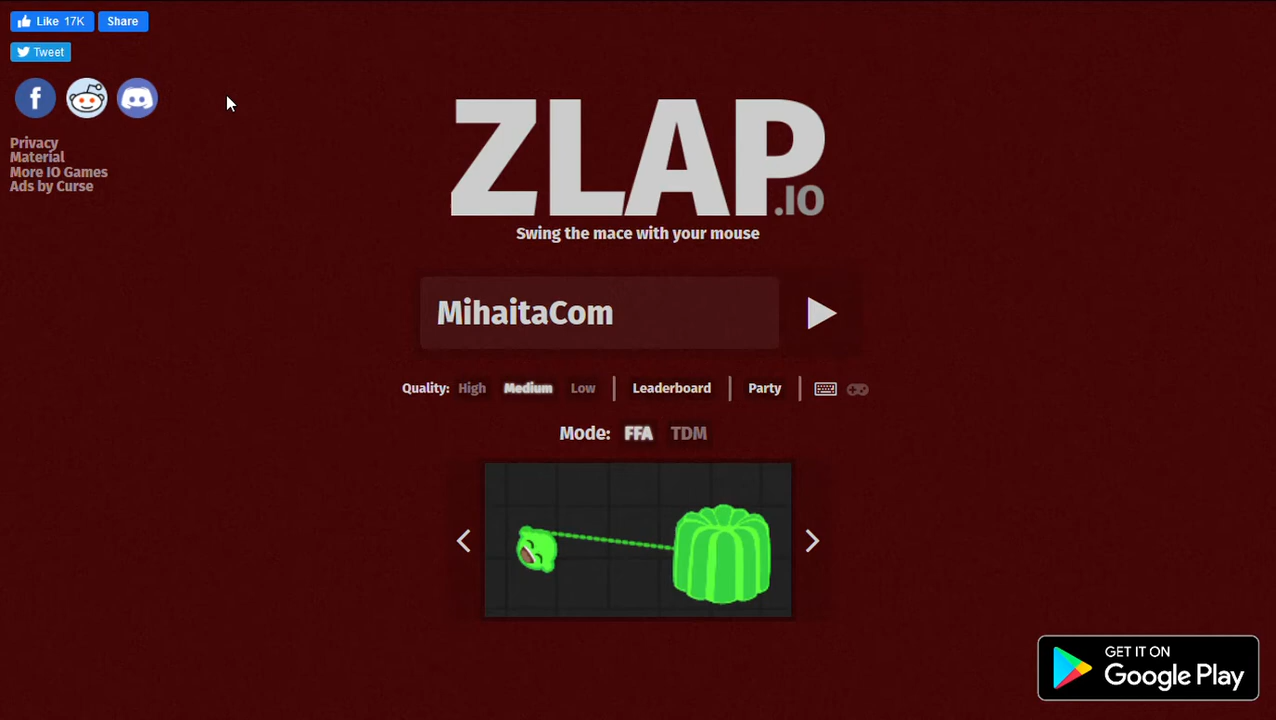 Like 17K Share
Tweet
Privacy
Material
More IO Games
Ads by Curse
ZLAP.IO
Swing the mace with your mouse
MihaitaCom
Quality: High Medium Low | Leaderboard | Party |
Mode: FFA TDM
GET IT ON
Google Play